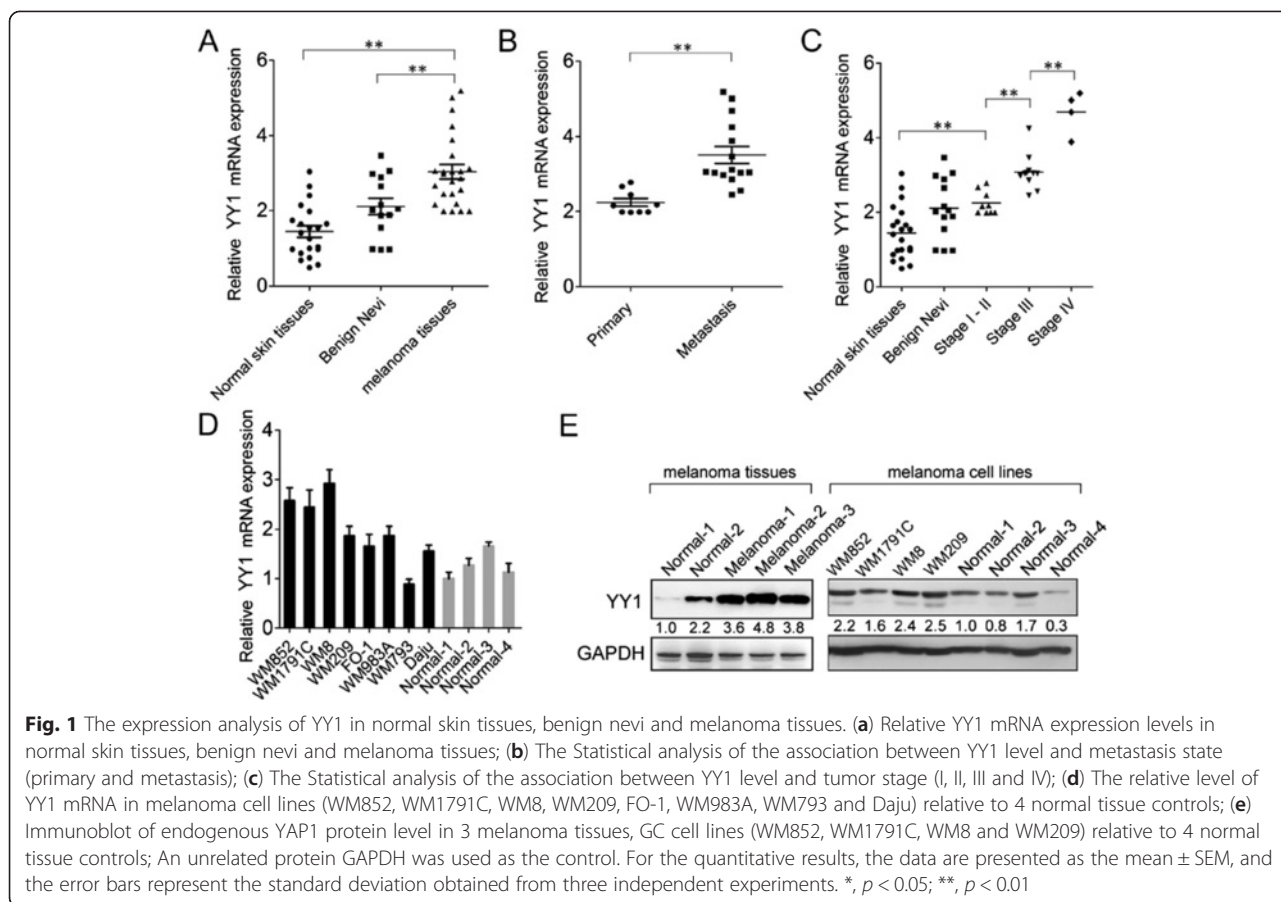 A
Relative YY1 mRNA expression
6
4
2
0
**
**
Normal skin tissues
Benign Nevi
melanoma tissues
B
Relative YY1 mRNA expression
6
4
2
0
**
Primary
Metastasis
C
Relative YY1 mRNA expression
6
4
2
0
**
**
**
Normal skin tissues
Benign Nevi
Stage I - II
Stage III
Stage IV
D
Relative YY1 mRNA expression
4
3
2
1
0
WM852
WM1791C
WM8
WM209
FO-1
WM983A
WM793
Daju
Normal-1
Normal-2
Normal-3
Normal-4
E
melanoma tissues
melanoma cell lines
Normal-1
Normal-2
Melanoma-1
Melanoma-2
Melanoma-3
WM852
WM1791C
WM8
WM209
Normal-1
Normal-2
Normal-3
Normal-4
YY1
1.0 2.2 3.6 4.8 3.8
2.2 1.6 2.4 2.5 1.0 0.8 1.7 0.3
GAPDH
Fig. 1 The expression analysis of YY1 in normal skin tissues, benign nevi and melanoma tissues. (a) Relative YY1 mRNA expression levels in
normal skin tissues, benign nevi and melanoma tissues; (b) The Statistical analysis of the association between YY1 level and metastasis state
(primary and metastasis); (c) The Statistical analysis of the association between YY1 level and tumor stage (I, II, III and IV); (d) The relative level of
YY1 mRNA in melanoma cell lines (WM852, WM1791C, WM8, WM209, FO-1, WM983A, WM793 and Daju) relative to 4 normal tissue controls; (e)
Immunoblot of endogenous YAP1 protein level in 3 melanoma tissues, GC cell lines (WM852, WM1791C, WM8 and WM209) relative to 4 normal
tissue controls; An unrelated protein GAPDH was used as the control. For the quantitative results, the data are presented as the mean ± SEM, and
the error bars represent the standard deviation obtained from three independent experiments. *, p < 0.05; **, p < 0.01